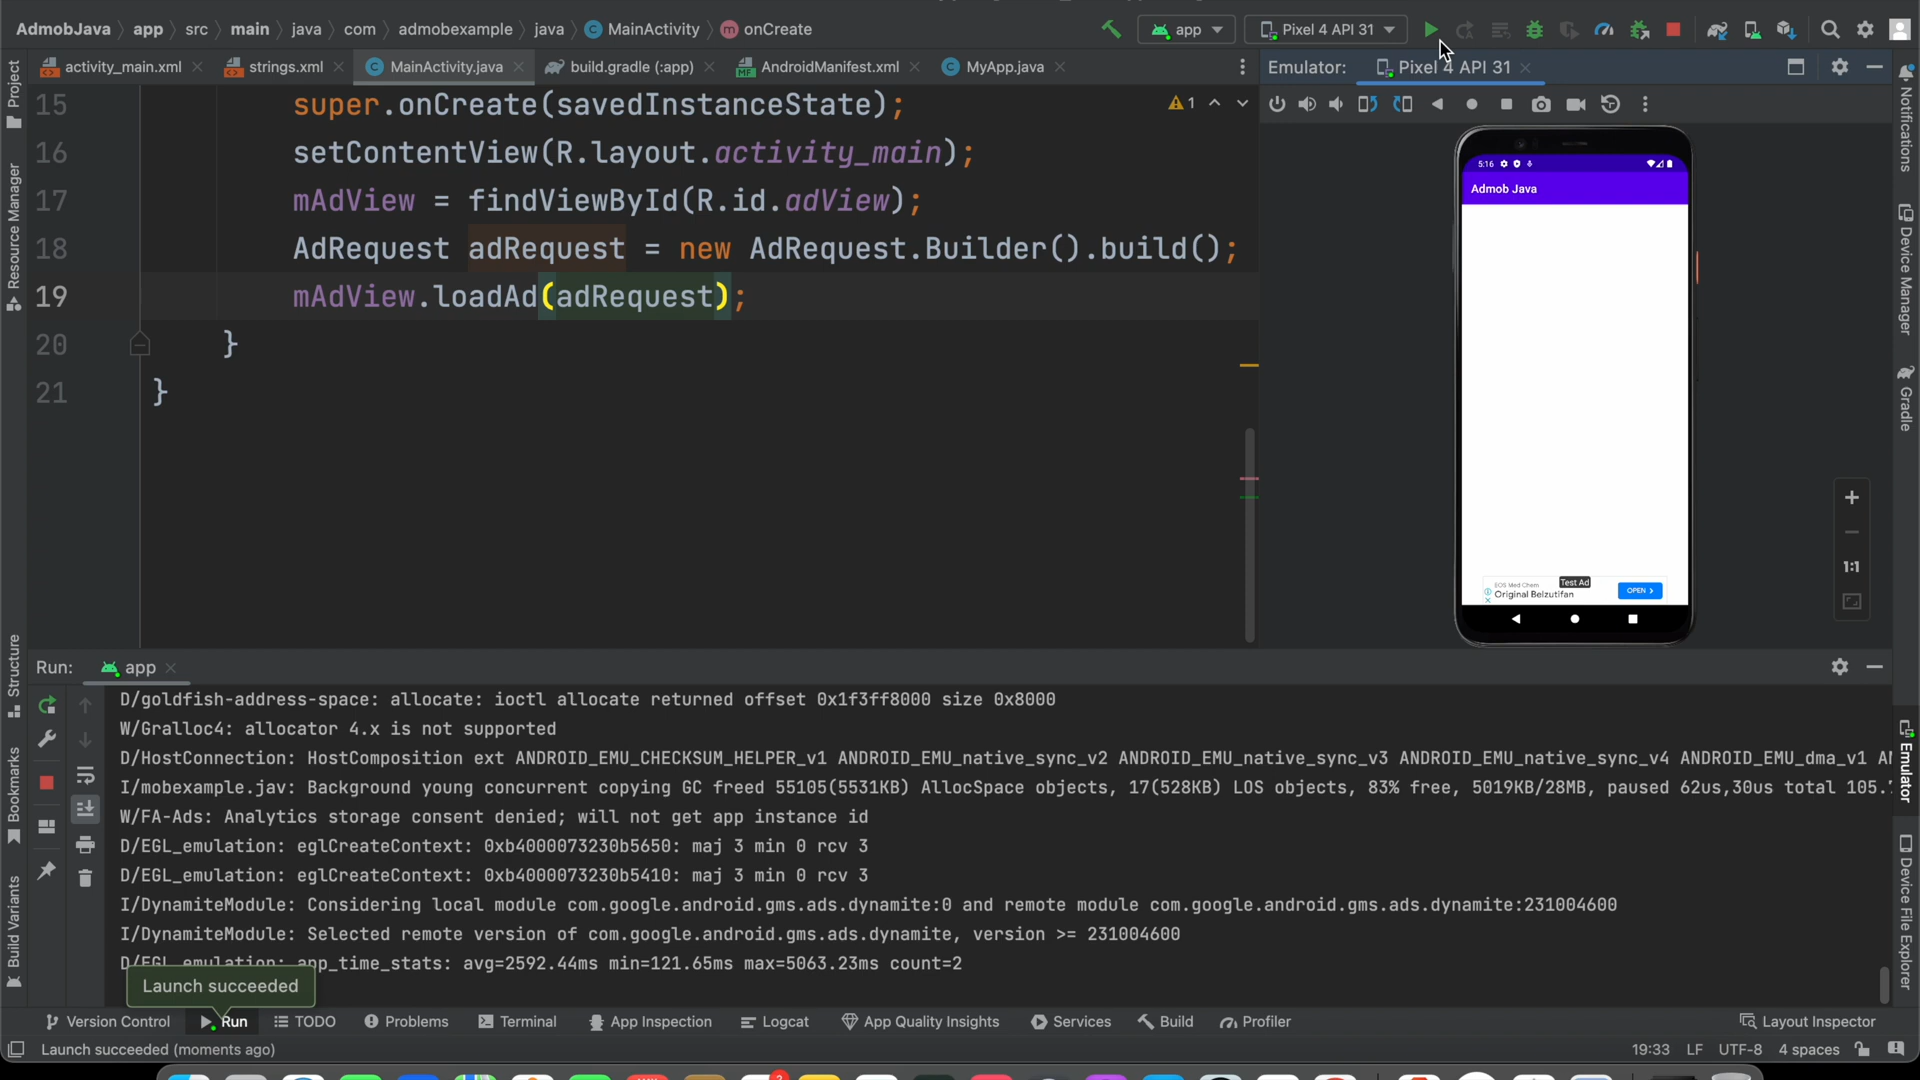 AdmobJava app src main java com admobexample java MainActivity onCreate
app Pixel 4 API 31
activity_main.xml strings.xml MainActivity.java build.gradle (:app) AndroidManifest.xml MyApp.java
Emulator: Pixel 4 API 31
15 super.onCreate(savedInstanceState);
1
16 setContentView(R.layout.activity_main);
17 mAdView = findViewById(R.id.adView);
18 AdRequest adRequest = new AdRequest.Builder().build();
19 mAdView.loadAd(adRequest);
20 }
21 }
5:16
Admob Java
EOS Med Chem
Test Ad
Original Belzutifan
OPEN >
1:1
Project
Resource Manager
Structure
Bookmarks
Build Variants
Notifications
Device Manager
Gradle
Emulator
Device File Explorer
Run: app
D/goldfish-address-space: allocate: ioctl allocate returned offset 0x1f3ff8000 size 0x8000
W/Gralloc4: allocator 4.x is not supported
D/HostConnection: HostComposition ext ANDROID_EMU_CHECKSUM_HELPER_v1 ANDROID_EMU_native_sync_v2 ANDROID_EMU_native_sync_v3 ANDROID_EMU_native_sync_v4 ANDROID_EMU_dma_v1
I/mobexample.jav: Background young concurrent copying GC freed 55105(5531KB) AllocSpace objects, 17(528KB) LOS objects, 83% free, 5019KB/28MB, paused 62us,30us total 105.
W/FA-Ads: Analytics storage consent denied; will not get app instance id
D/EGL_emulation: eglCreateContext: 0xb4000073230b5650: maj 3 min 0 rcv 3
D/EGL_emulation: eglCreateContext: 0xb4000073230b5410: maj 3 min 0 rcv 3
I/DynamiteModule: Considering local module com.google.android.gms.ads.dynamite:0 and remote module com.google.android.gms.ads.dynamite:231004600
I/DynamiteModule: Selected remote version of com.google.android.gms.ads.dynamite, version >= 231004600
D/EGL_emulation: app_time_stats: avg=2592.44ms min=121.65ms max=5063.23ms count=2
Launch succeeded
Version Control Run TODO Problems Terminal App Inspection Logcat App Quality Insights Services Build Profiler Layout Inspector
Launch succeeded (moments ago) 19:33 LF UTF-8 4 spaces
2